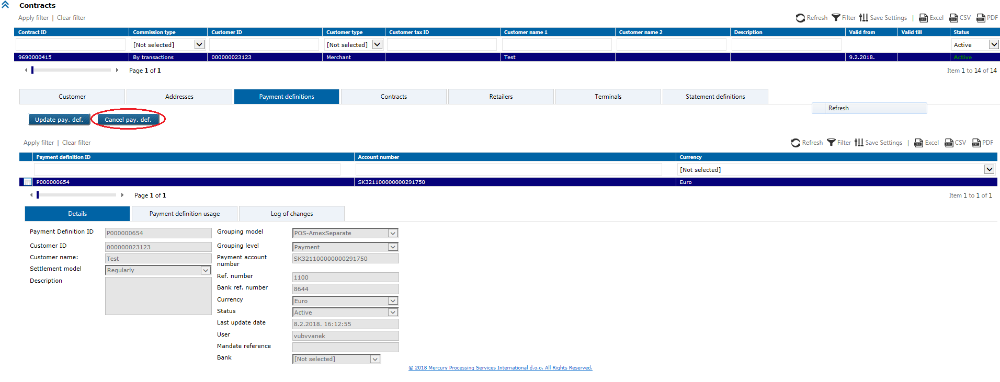 Contracts
Apply filter | Clear filter
Refresh Filter Save Settings | Excel CSV PDF
Contract ID Commission type Customer ID Customer type Customer tax ID Customer name 1 Customer name 2 Description Valid from Valid till Status
[Not selected] [Not selected] Active
9690000415 By transactions 000000023123 Merchant Test 9.2.2018. Active
Page 1 of 1
Item 1 to 14 of 14
Customer Addresses Payment definitions Contracts Retailers Terminals Statement definitions
Refresh
Update pay. def. Cancel pay. def.
Apply filter | Clear filter
Refresh Filter Save Settings | Excel CSV PDF
Payment definition ID Account number Currency
[Not selected]
P000000654 SK321100000000291750 Euro
Page 1 of 1
Item 1 to 1 of 1
Details Payment definition usage Log of changes
Payment Definition ID P000000654
Customer ID 000000023123
Customer name: Test
Settlement model Regularly
Description
Grouping model POS-AmexSeparate
Grouping level Payment
Payment account number SK321100000000291750
Ref. number 1100
Bank ref. number 8644
Currency Euro
Status Active
Last update date 8.2.2018. 16:12:55
User vubvvanek
Mandate reference
Bank [Not selected]
© 2018 Mercury Processing Services International d.o.o. All Rights Reserved.